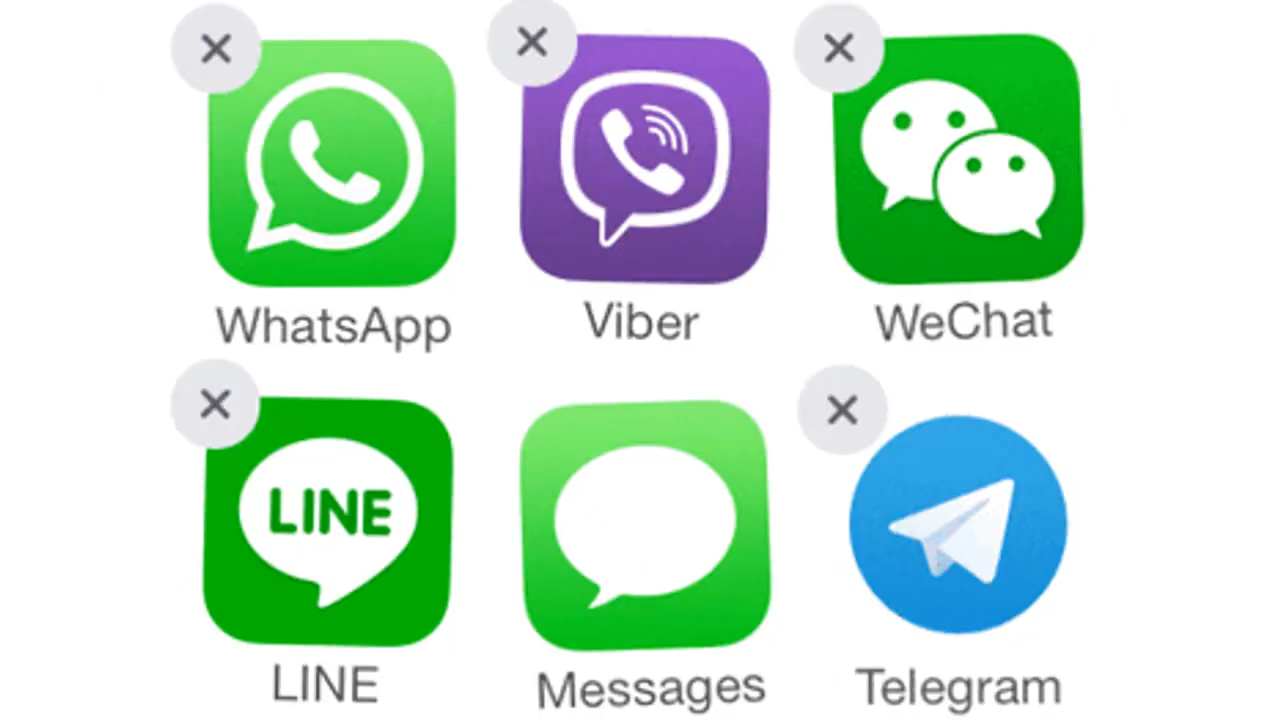 WhatsApp
Viber
WeChat
LINE
LINE
Messages
Telegram